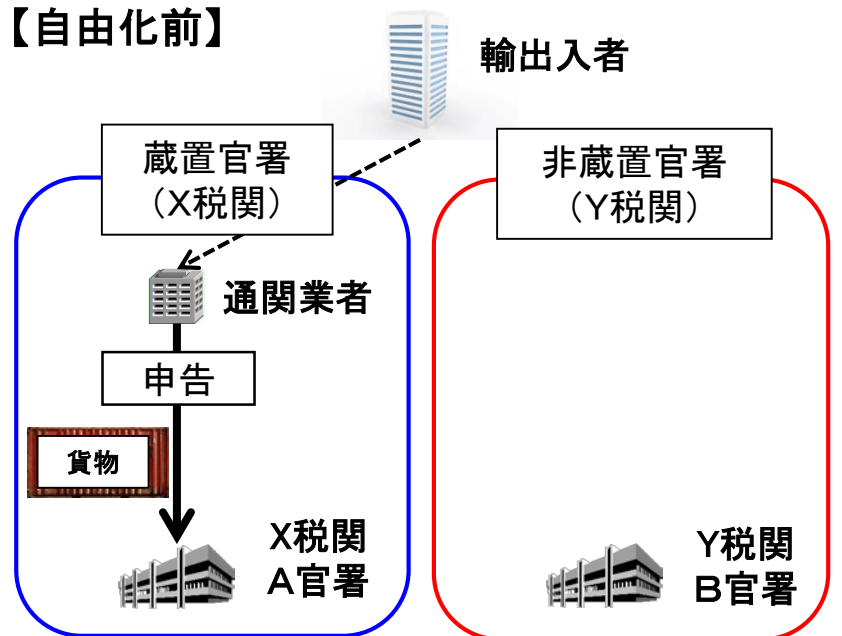 【自由化前】
輸出入者
蔵置官署
（X税関）
非蔵置官署
（Y税関）
通関業者
申告
貨物
X税関
A官署
Y税関
B官署